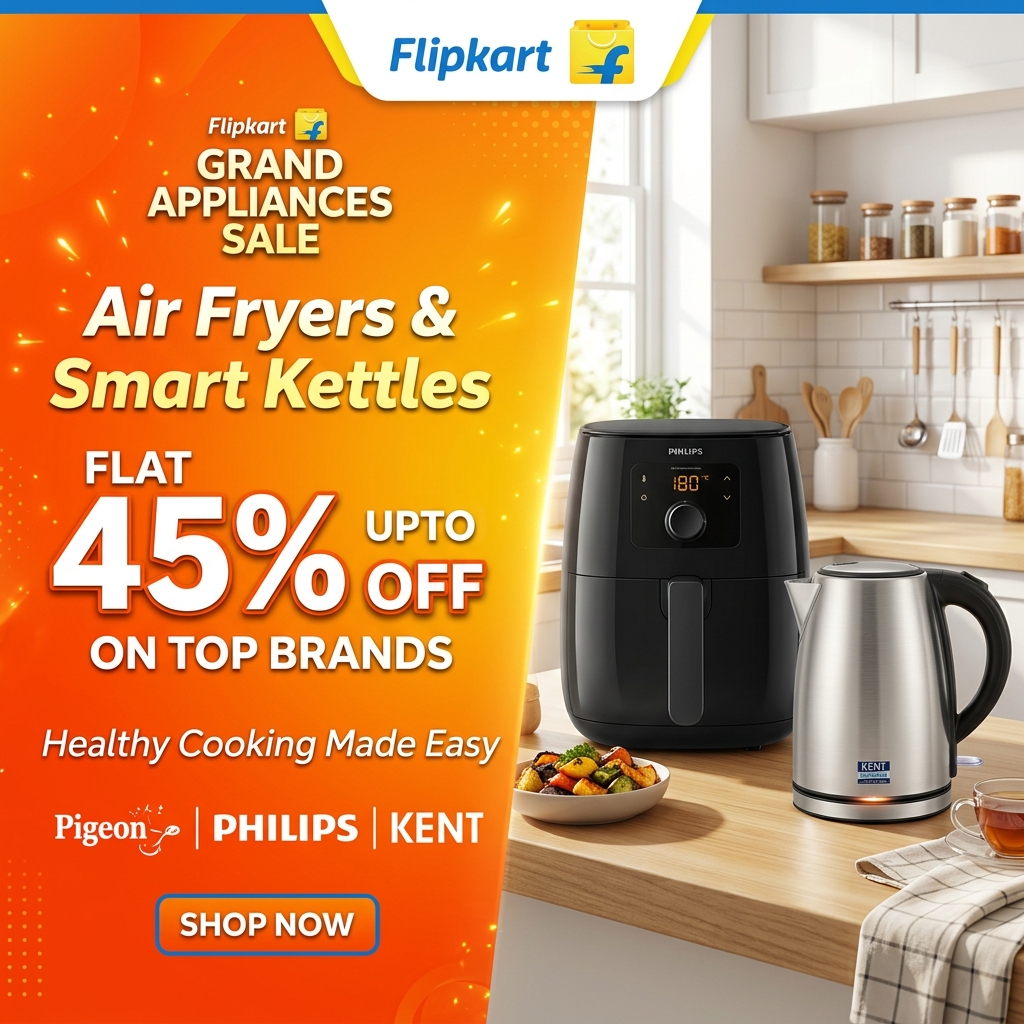 Flipkart
Flipkart
GRAND
APPLIANCES
SALE
Air Fryers &
Smart Kettles
FLAT
45% UPTO OFF
ON TOP BRANDS
Healthy Cooking Made Easy
Pigeon | PHILIPS | KENT
SHOP NOW
PHILIPS
180 °C
KENT